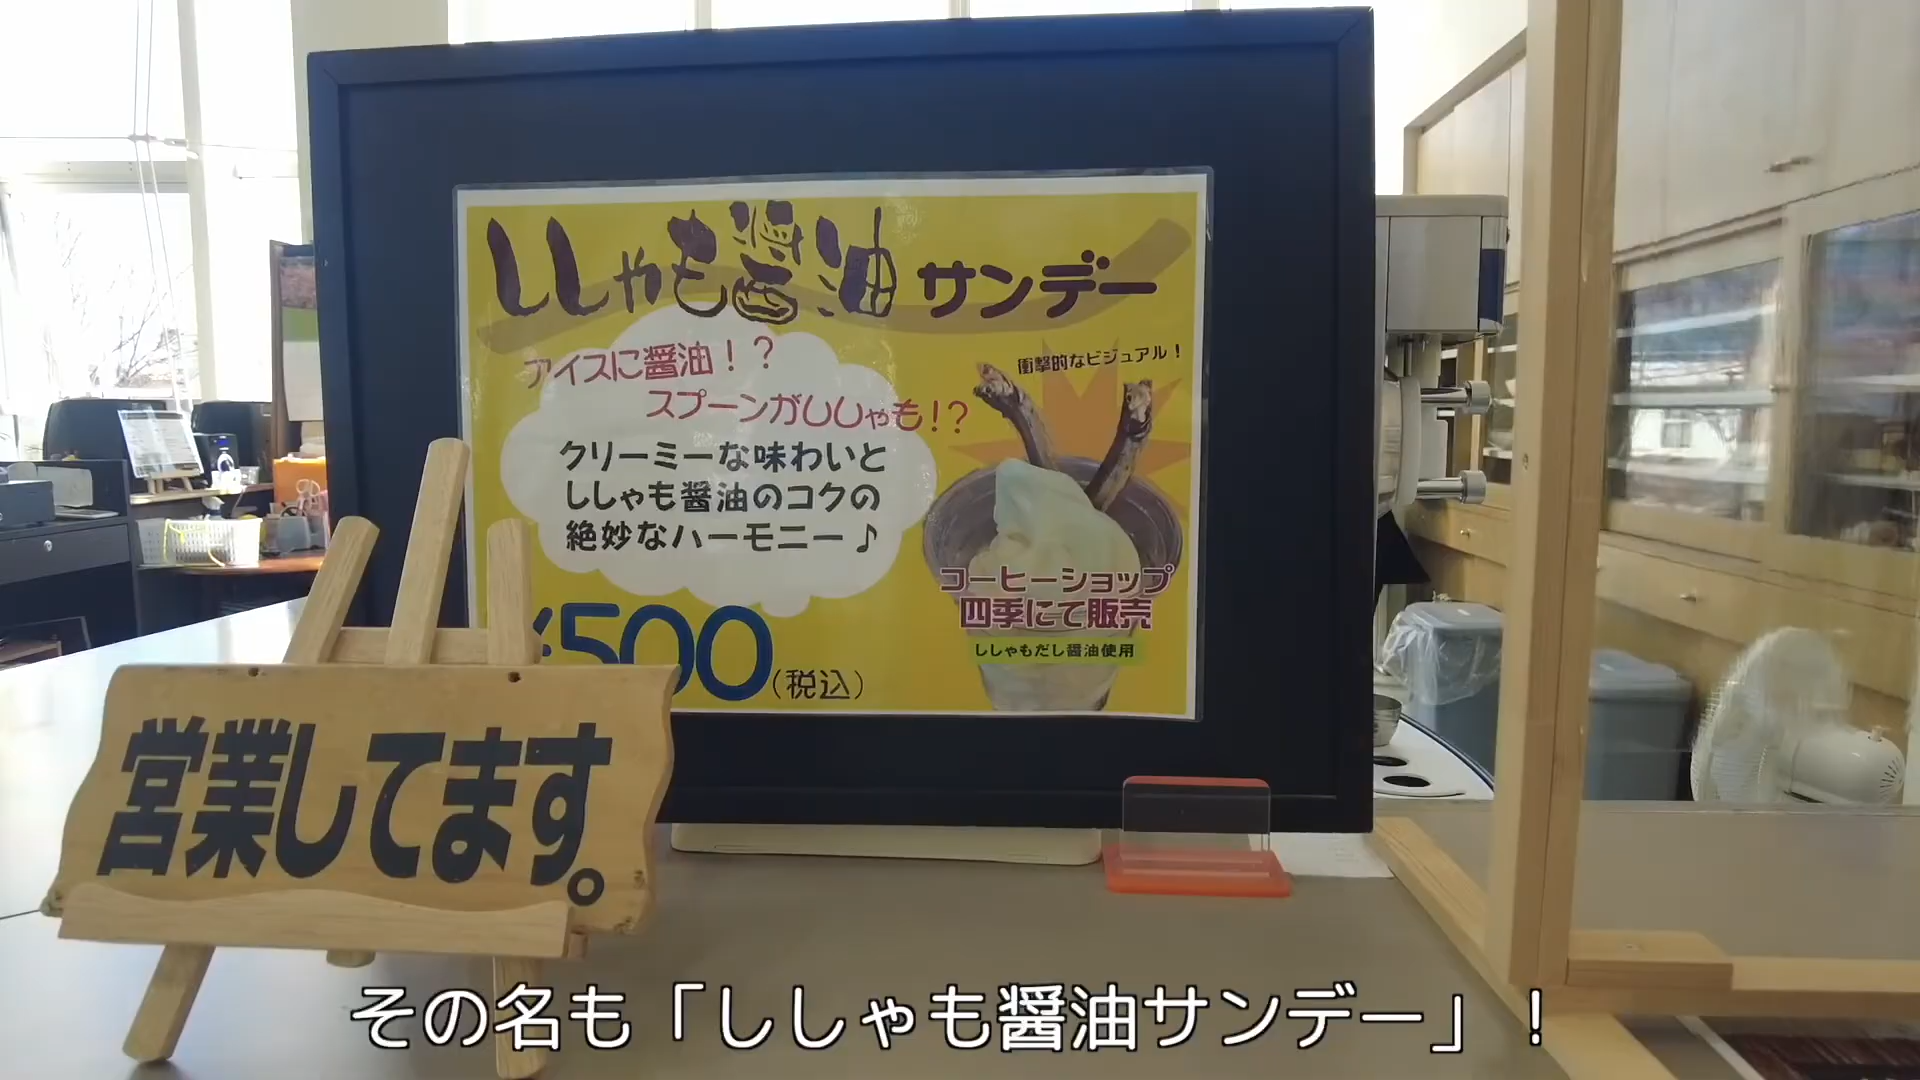 ししゃも醤油サンデー
アイスに醤油！？
スプーンがししゃも！？
衝撃的なビジュアル！
クリーミーな味わいと
ししゃも醤油のコクの
絶妙なハーモニー♪
コーヒーショップ
四季にて販売
ししゃもだし醤油使用
¥500(税込)
営業してます。
その名も「ししゃも醤油サンデー」！